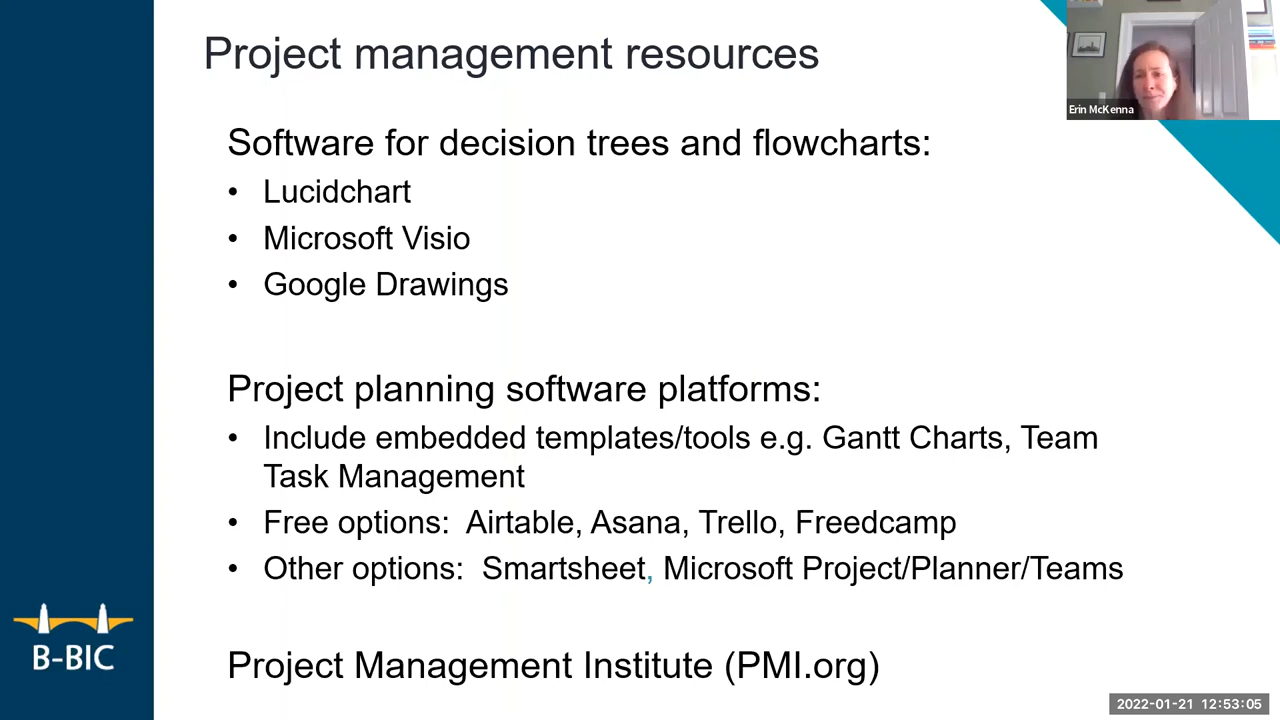 Project management resources
Erin McKenna
Software for decision trees and flowcharts:
• Lucidchart
• Microsoft Visio
• Google Drawings
Project planning software platforms:
• Include embedded templates/tools e.g. Gantt Charts, Team
Task Management
• Free options:  Airtable, Asana, Trello, Freedcamp
• Other options:  Smartsheet, Microsoft Project/Planner/Teams
B-BIC
Project Management Institute (PMI.org)
2022-01-21 12:53:05